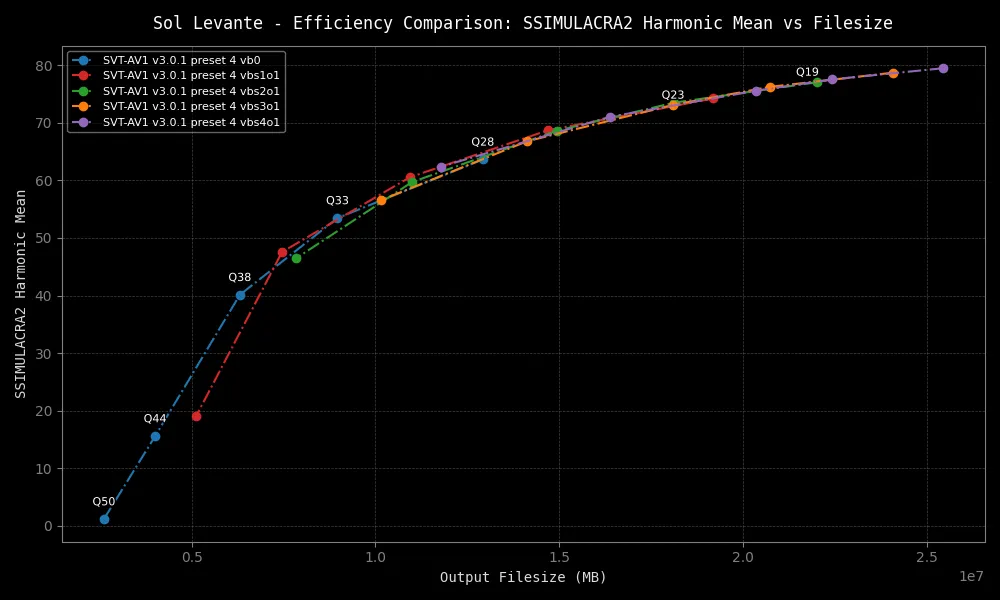 Sol Levante - Efficiency Comparison: SSIMULACRA2 Harmonic Mean vs Filesize
SVT-AV1 v3.0.1 preset 4 vb0
SVT-AV1 v3.0.1 preset 4 vbs1o1
SVT-AV1 v3.0.1 preset 4 vbs2o1
SVT-AV1 v3.0.1 preset 4 vbs3o1
SVT-AV1 v3.0.1 preset 4 vbs4o1
80
70
60
50
40
30
20
10
0
SSIMULACRA2 Harmonic Mean
Q19
Q23
Q28
Q33
Q38
Q44
Q50
0.5 1.0 1.5 2.0 2.5
1e7
Output Filesize (MB)